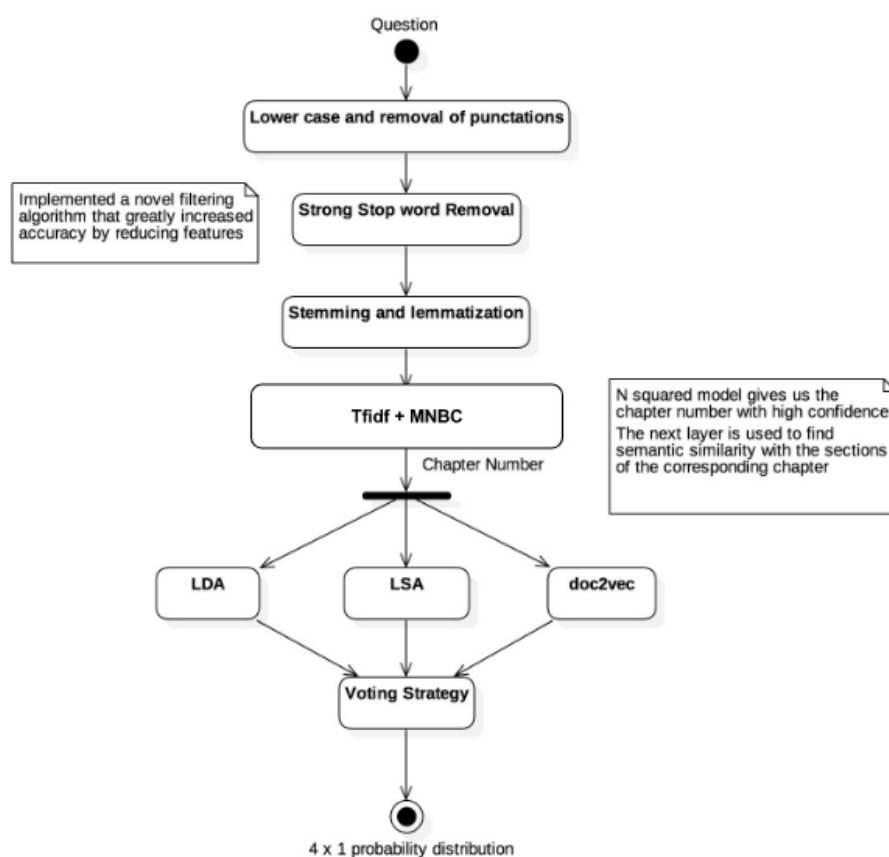 Question
Lower case and removal of punctations
Implemented a novel filtering
algorithm that greatly increased
accuracy by reducing features
Strong Stop word Removal
Stemming and lemmatization
Tfidf + MNBC
N squared model gives us the
chapter number with high confidence
The next layer is used to find
semantic similarity with the sections
of the corresponding chapter
Chapter Number
LDA
LSA
doc2vec
Voting Strategy
4 x 1 probability distribution